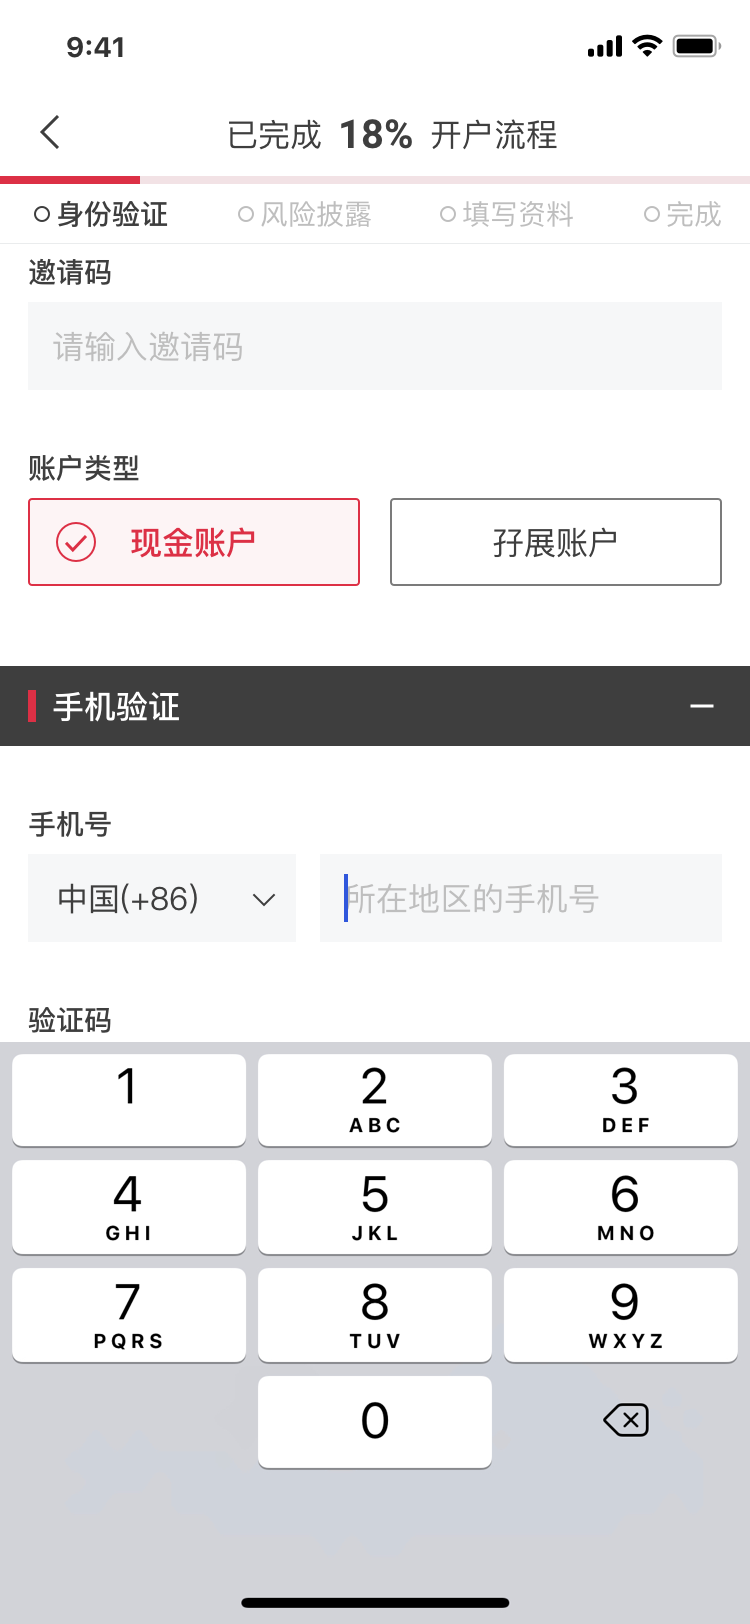 9:41
已完成 18% 开户流程
身份验证 风险披露 填写资料 完成
邀请码
请输入邀请码
账户类型
现金账户 孖展账户
手机验证
手机号
中国(+86) 所在地区的手机号
验证码
1 2 3
ABC DEF
4 5 6
GHI JKL MNO
7 8 9
PQRS TUV WXYZ
0